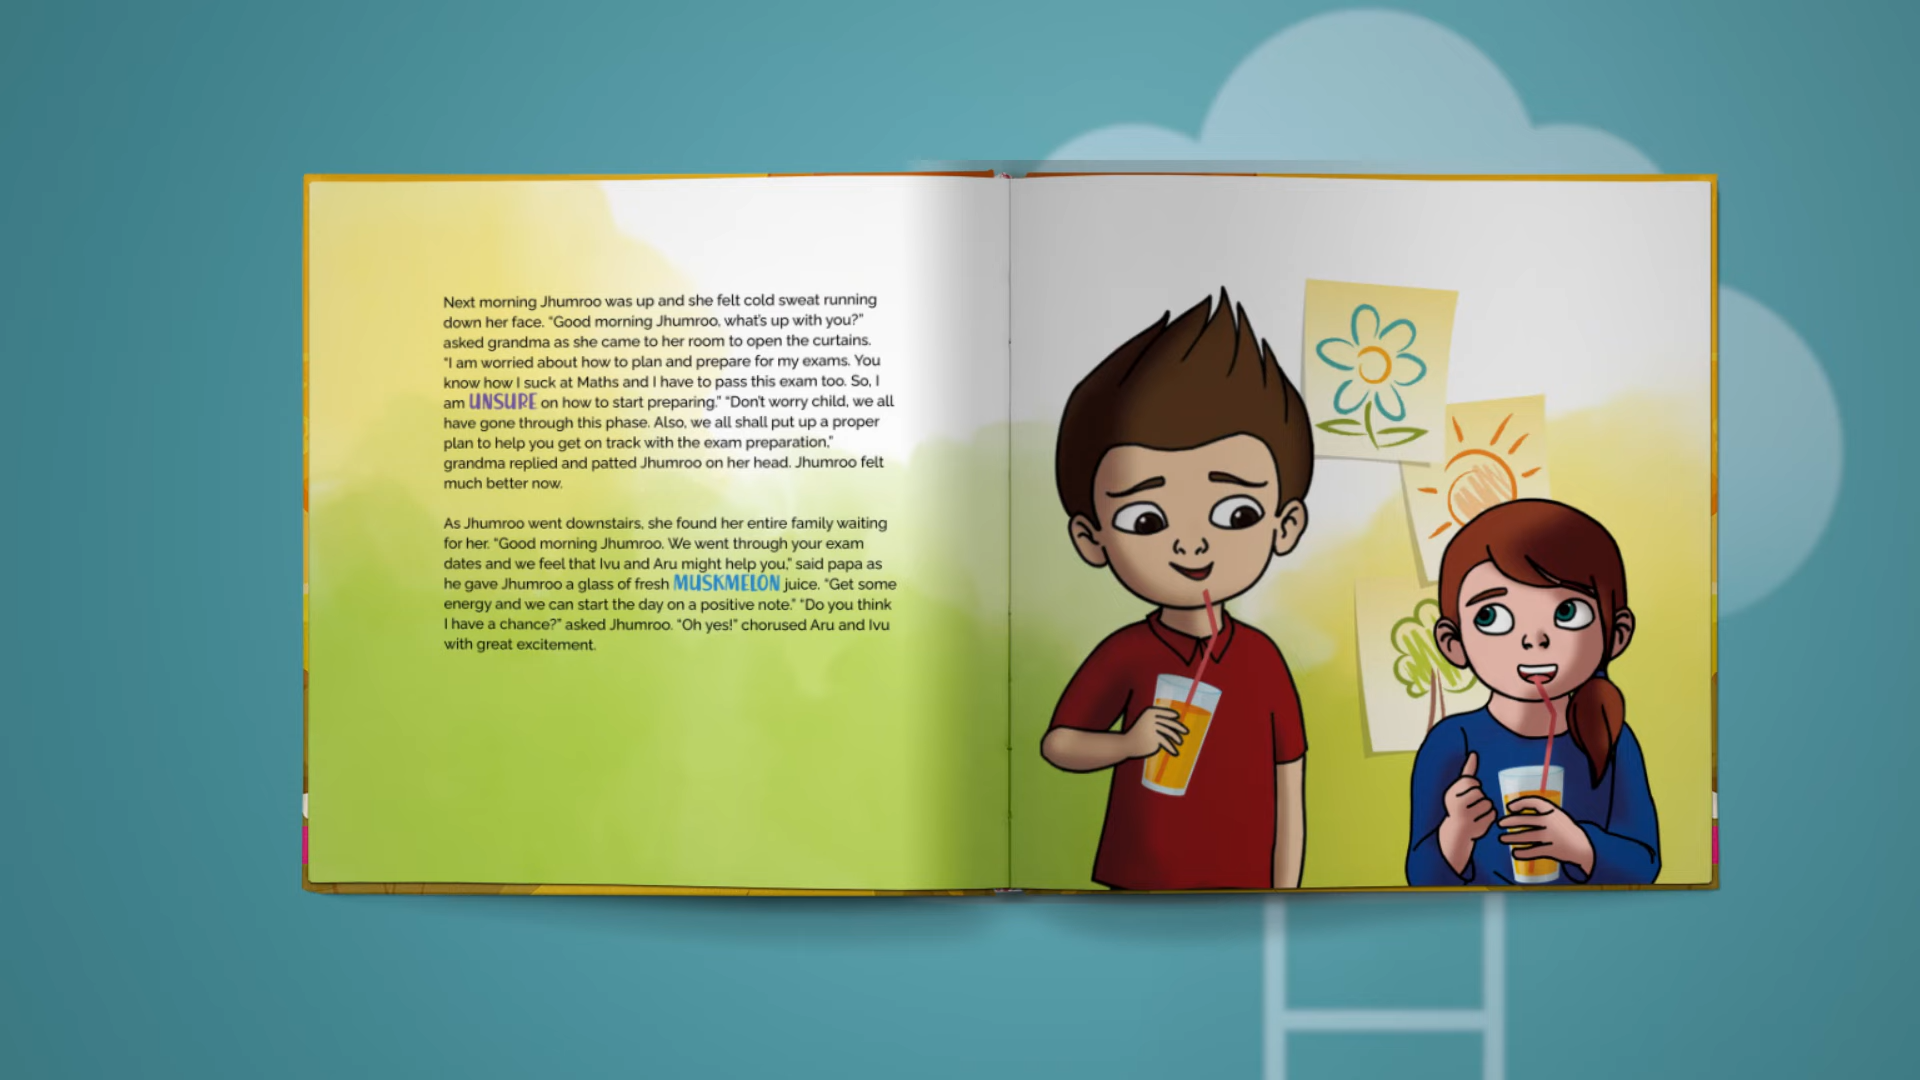 Next morning Jhumroo was up and she felt cold sweat running
down her face. “Good morning Jhumroo, what’s up with you?”
asked grandma as she came to her room to open the curtains.
“I am worried about how to plan and prepare for my exams. You
know how I suck at Maths and I have to pass this exam too. So, I
am UNSURE on how to start preparing.” “Don’t worry child, we all
have gone through this phase. Also, we all shall put up a proper
plan to help you get on track with the exam preparation,”
grandma replied and patted Jhumroo on her head. Jhumroo felt
much better now.
As Jhumroo went downstairs, she found her entire family waiting
for her. “Good morning Jhumroo. We went through your exam
dates and we feel that Ivu and Aru might help you,” said papa as
he gave Jhumroo a glass of fresh MUSKMELON juice. “Get some
energy and we can start the day on a positive note.” “Do you think
I have a chance?” asked Jhumroo. “Oh yes!” chorused Aru and Ivu
with great excitement.